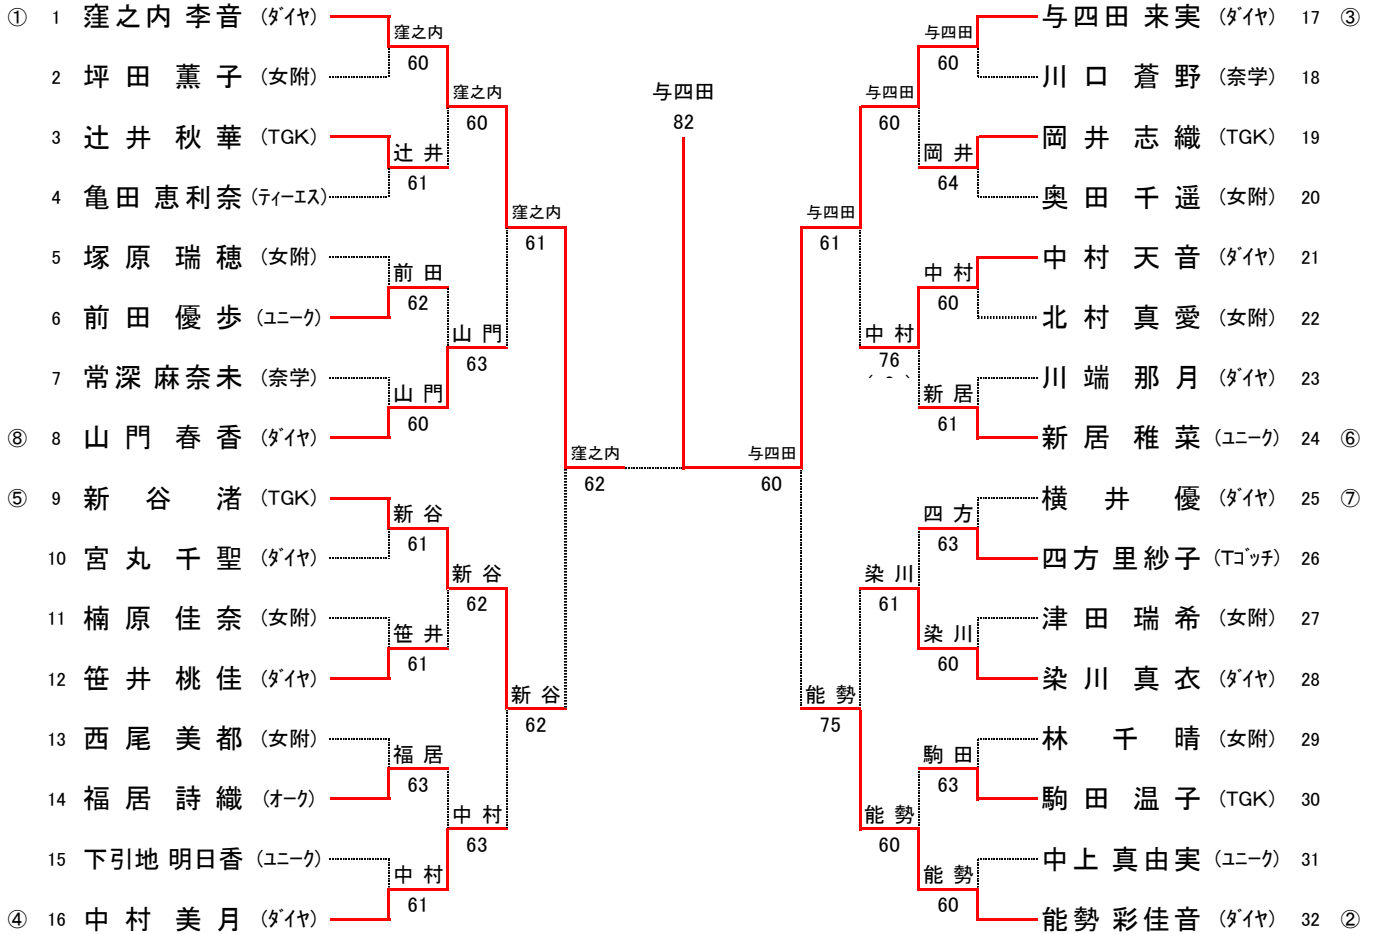 ① 1 窪之内 李音 (ダイヤ)
2 坪田 薫子 (女附)
3 辻井 秋華 (TGK)
4 亀田 恵利奈 (ティーエス)
5 塚原 瑞穂 (女附)
6 前田 優歩 (ユニーク)
7 常深 麻奈未 (奈学)
⑧ 8 山門 春香 (ダイヤ)
⑤ 9 新谷 渚 (TGK)
10 宮丸 千聖 (ダイヤ)
11 楠原 佳奈 (女附)
12 笹井 桃佳 (ダイヤ)
13 西尾 美都 (女附)
14 福居 詩織 (オーク)
15 下引地 明日香 (ユニーク)
④ 16 中村 美月 (ダイヤ)
窪之内
60
辻井
61
前田
62
山門
60
新谷
61
笹井
61
福居
63
中村
61
窪之内
60
山門
63
新谷
62
中村
63
窪之内
61
新谷
62
窪之内
62
与四田
82
与四田
60
与四田
61
能勢
75
与四田
60
中村
76
染川
61
能勢
60
与四田
60
岡井
64
中村
60
新居
61
四方
63
染川
60
駒田
63
能勢
60
与四田 来実 (ダイヤ) 17 ③
川口 蒼野 (奈学) 18
岡井 志織 (TGK) 19
奥田 千遥 (女附) 20
中村 天音 (ダイヤ) 21
北村 真愛 (女附) 22
川端 那月 (ダイヤ) 23
新居 稚菜 (ユニーク) 24 ⑥
横井 優 (ダイヤ) 25 ⑦
四方 里紗子 (Tゴッチ) 26
津田 瑞希 (女附) 27
染川 真衣 (ダイヤ) 28
林 千晴 (女附) 29
駒田 温子 (TGK) 30
中上 真由実 (ユニーク) 31
能勢 彩佳音 (ダイヤ) 32 ②